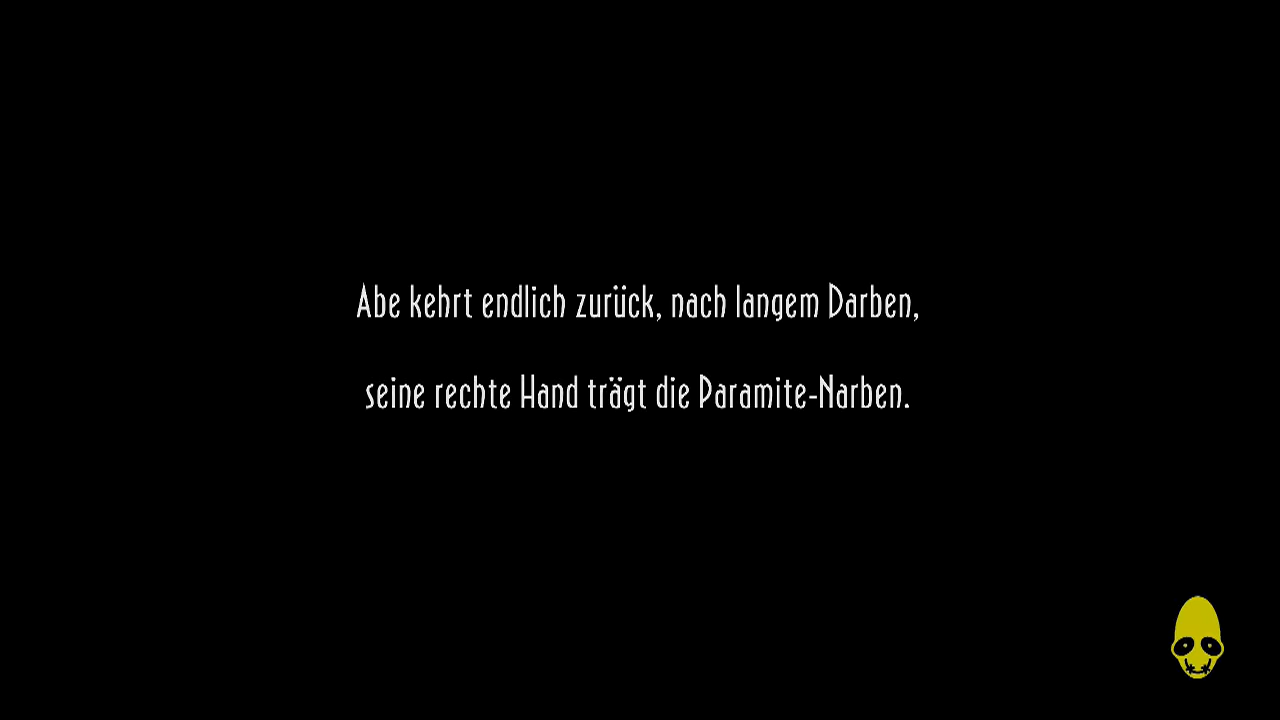 Abe kehrt endlich zurück, nach langem Darben,
seine rechte Hand trägt die Paramite-Narben.